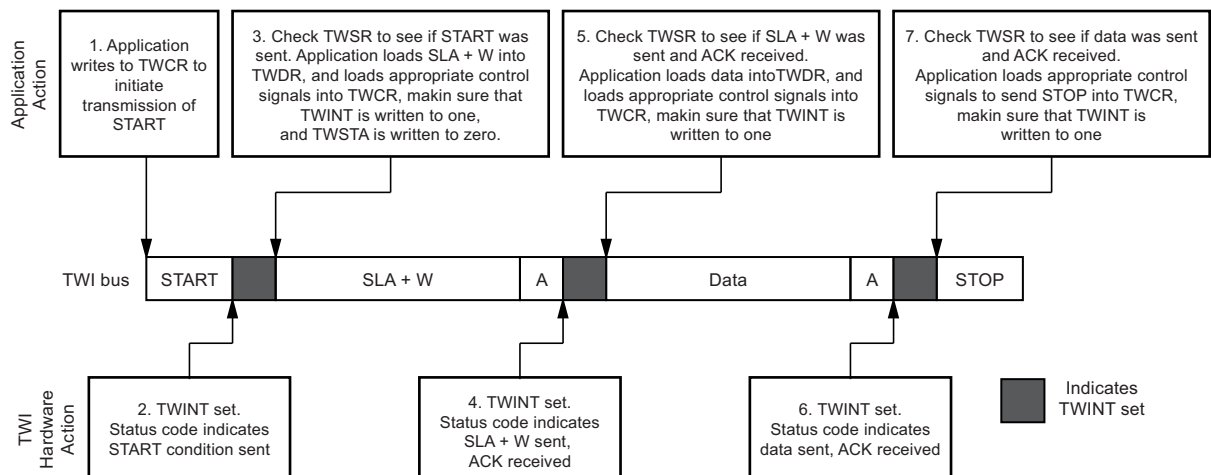 Application
Action
1. Application
writes to TWCR to
initiate
transmission of
START
3. Check TWSR to see if START was
sent. Application loads SLA + W into
TWDR, and loads appropriate control
signals into TWCR, makin sure that
TWINT is written to one,
and TWSTA is written to zero.
5. Check TWSR to see if SLA + W was
sent and ACK received.
Application loads data intoTWDR, and
loads appropriate control signals into
TWCR, makin sure that TWINT is
written to one
7. Check TWSR to see if data was sent
and ACK received.
Application loads appropriate control
signals to send STOP into TWCR,
makin sure that TWINT is
written to one
TWI bus
START
SLA + W
A
Data
A
STOP
TWI
Hardware
Action
2. TWINT set.
Status code indicates
START condition sent
4. TWINT set.
Status code indicates
SLA + W sent,
ACK received
6. TWINT set.
Status code indicates
data sent, ACK received
Indicates
TWINT set